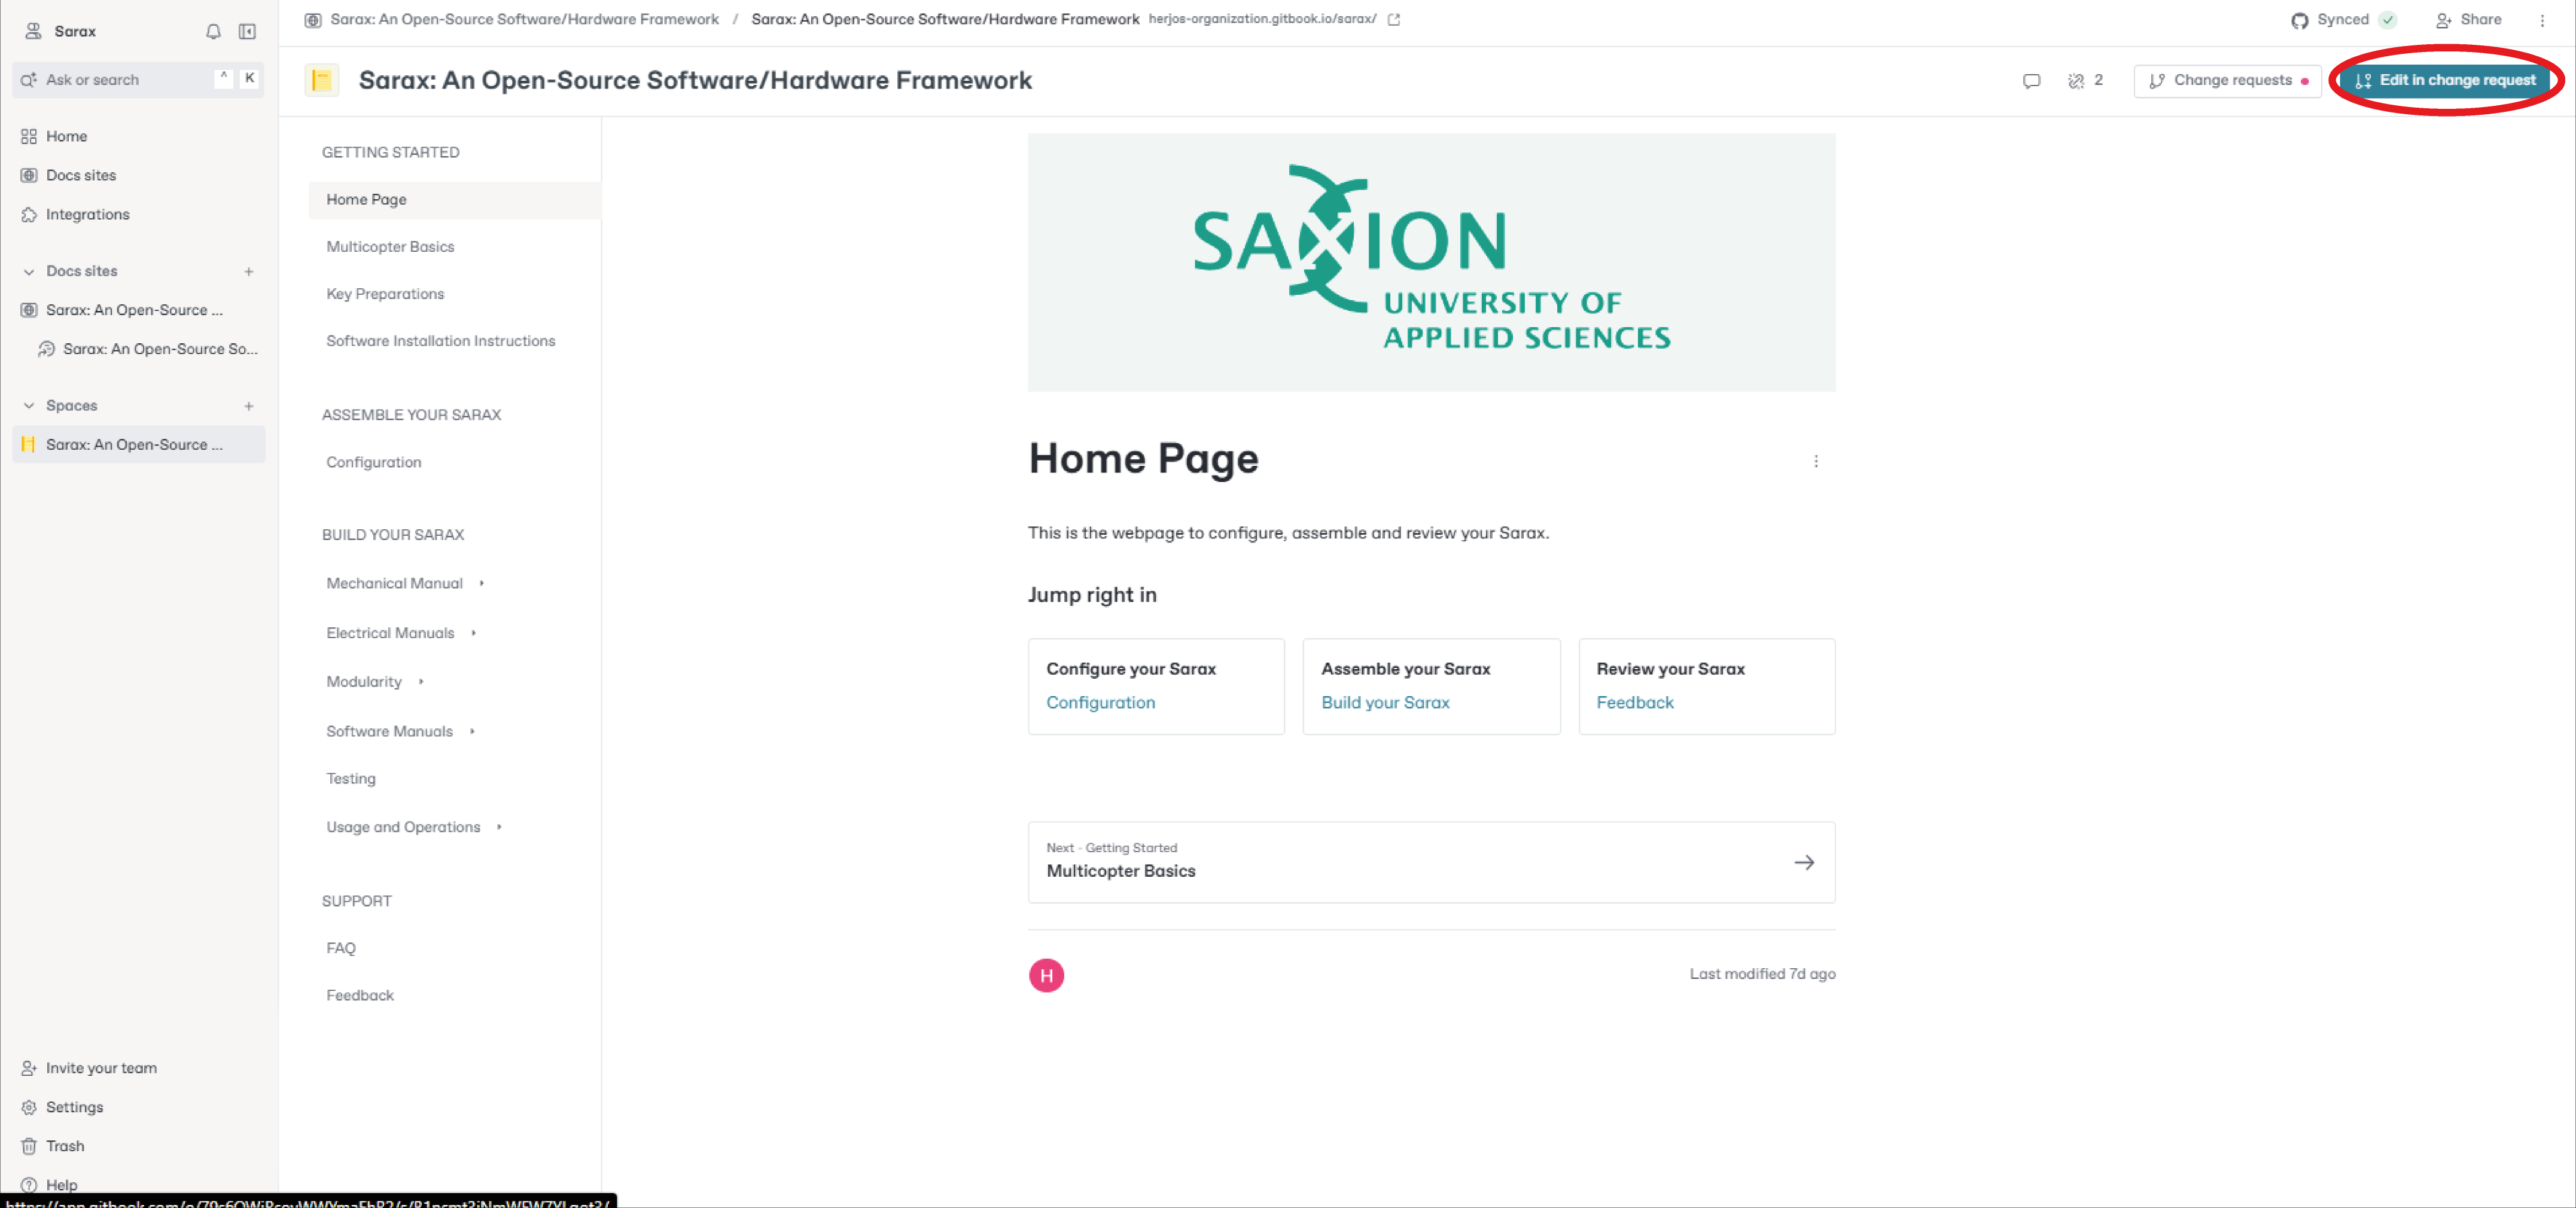 Sarax
Ask or search ^ K
Home
Docs sites
Integrations
Docs sites
Sarax: An Open-Source ...
Sarax: An Open-Source So...
Spaces
Sarax: An Open-Source ...
Invite your team
Settings
Trash
Help
Sarax: An Open-Source Software/Hardware Framework / Sarax: An Open-Source Software/Hardware Framework herjos-organization.gitbook.io/sarax/
Synced Share
Sarax: An Open-Source Software/Hardware Framework
2 Change requests Edit in change request
GETTING STARTED
Home Page
Multicopter Basics
Key Preparations
Software Installation Instructions
ASSEMBLE YOUR SARAX
Configuration
BUILD YOUR SARAX
Mechanical Manual
Electrical Manuals
Modularity
Software Manuals
Testing
Usage and Operations
SUPPORT
FAQ
Feedback
SAXION
UNIVERSITY OF
APPLIED SCIENCES
Home Page
This is the webpage to configure, assemble and review your Sarax.
Jump right in
Configure your Sarax
Configuration
Assemble your Sarax
Build your Sarax
Review your Sarax
Feedback
Next - Getting Started
Multicopter Basics
H
Last modified 7d ago